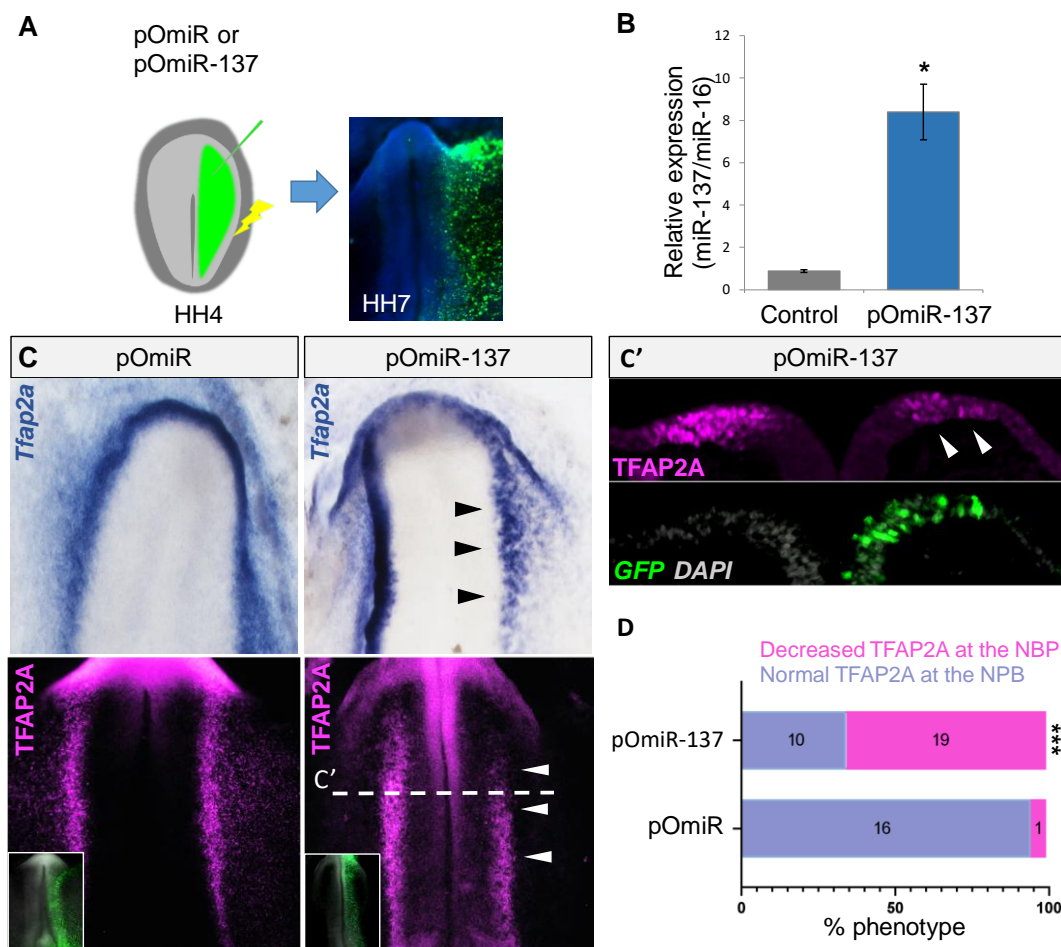 A
pOmiR or
pOmiR-137
HH4
HH7
B
Relative expression
(miR-137/miR-16)
12
10
8
6
4
2
0
*
Control
pOmiR-137
C
pOmiR
pOmiR-137
Tfap2a
Tfap2a
TFAP2A
TFAP2A
C'
C'
pOmiR-137
TFAP2A
GFP DAPI
D
Decreased TFAP2A at the NBP
Normal TFAP2A at the NPB
pOmiR-137
10
19
***
pOmiR
16
1
0
50
100
% phenotype